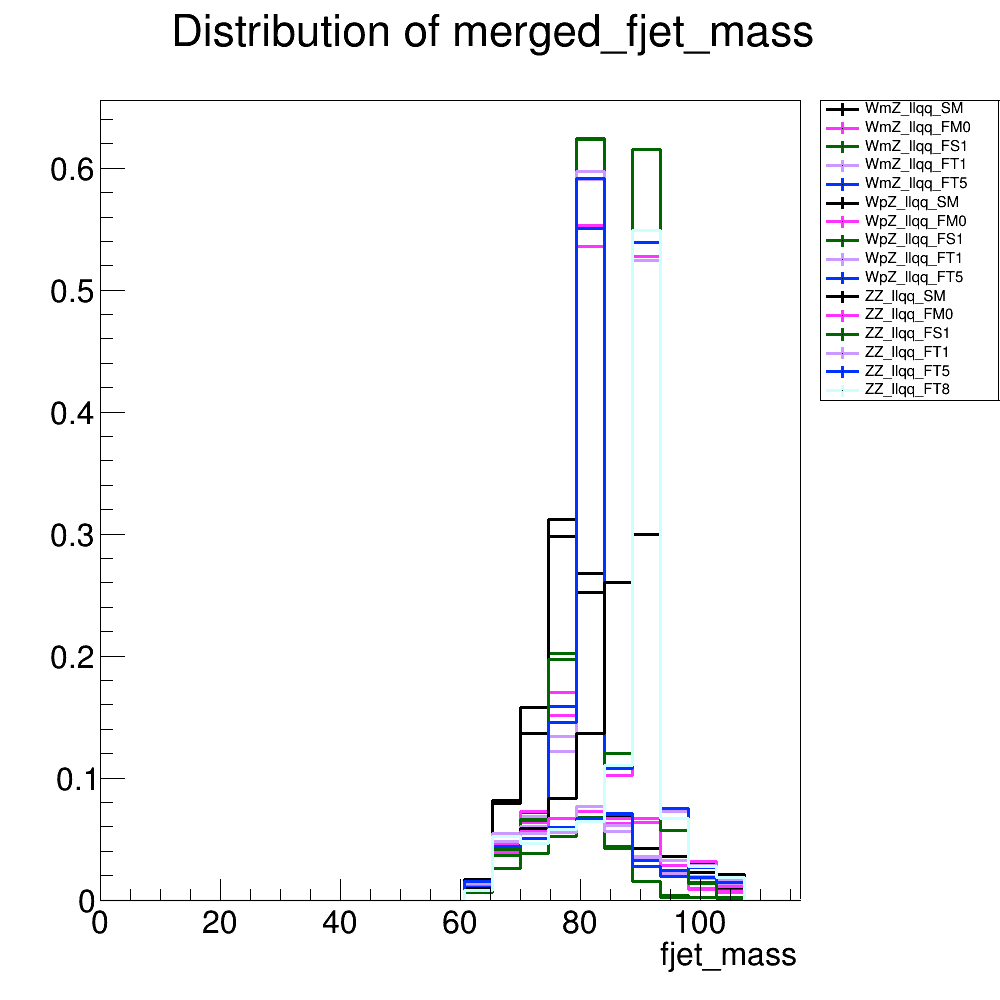 Distribution of merged_fjet_mass
WmZ_llqq_SM
WmZ_llqq_FM0
WmZ_llqq_FS1
WmZ_llqq_FT1
WmZ_llqq_FT5
WpZ_llqq_SM
WpZ_llqq_FM0
WpZ_llqq_FS1
WpZ_llqq_FT1
WpZ_llqq_FT5
ZZ_llqq_SM
ZZ_llqq_FM0
ZZ_llqq_FS1
ZZ_llqq_FT1
ZZ_llqq_FT5
ZZ_llqq_FT8
0.6
0.5
0.4
0.3
0.2
0.1
0
0 20 40 60 80 100
fjet_mass